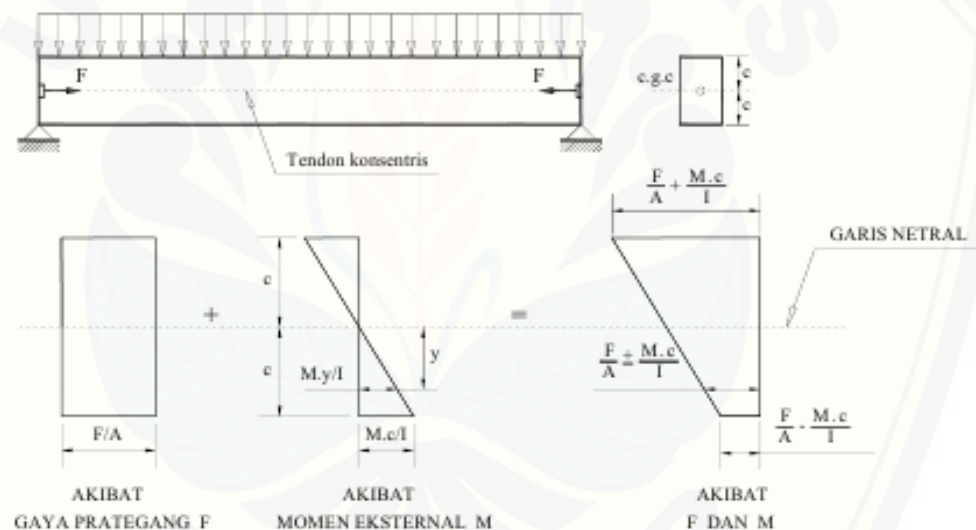 F
F
c.g.c
c
c
Tendon konsentris
F/A + M.c/I
GARIS NETRAL
c
+
=
y
c
M.y/I
F/A ± M.c/I
F/A
M.c/I
F/A - M.c/I
AKIBAT
GAYA PRATEGANG F
AKIBAT
MOMEN EKSTERNAL M
AKIBAT
F DAN M